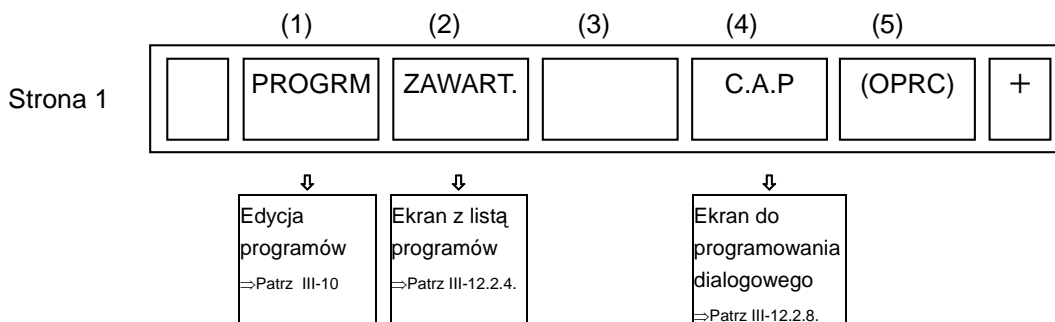 (1) (2) (3) (4) (5)
Strona 1 PROGRM ZAWART. C.A.P (OPRC) +
⇩ ⇩ ⇩
Edycja
programów
⇒Patrz III-10
Ekran z listą
programów
⇒Patrz III-12.2.4.
Ekran do
programowania
dialogowego
⇒Patrz III-12.2.8.